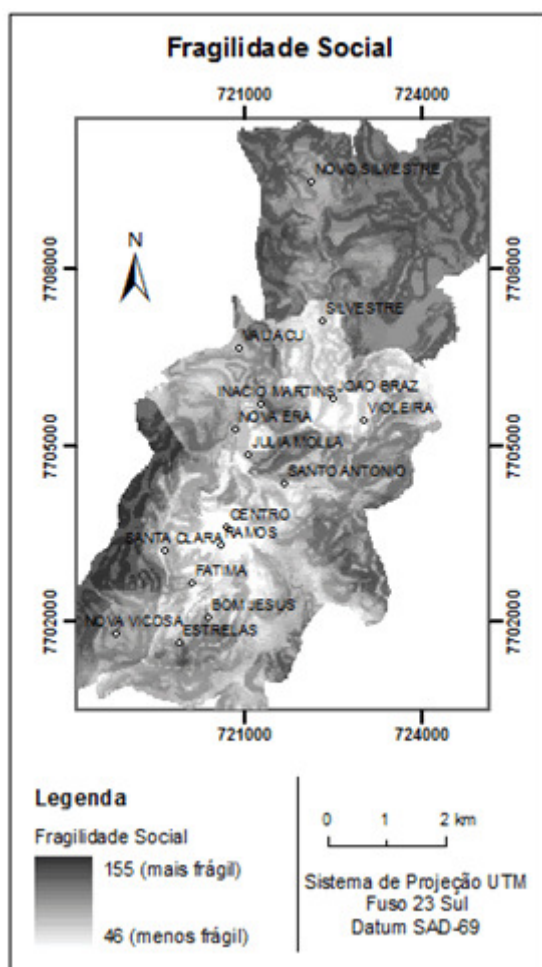 Fragilidade Social
721000 724000
N
NOVO SILVESTRE
7708000 7708000
SILVESTRE
INACIO MARTINS JOAO BRAZ
VIOLEIRA
NOVA ERA
7705000 7705000
JULIA MOLLA
SANTO ANTONIO
CENTRO
SANTA CLARA RAMOS
FATIMA
BOM JESUS
7702000 7702000
NOVA VICOSA ESTRELAS
721000 724000
Legenda
Fragilidade Social
155 (mais frágil)
46 (menos frágil)
0 1 2 km
Sistema de Projeção UTM
Fuso 23 Sul
Datum SAD-69